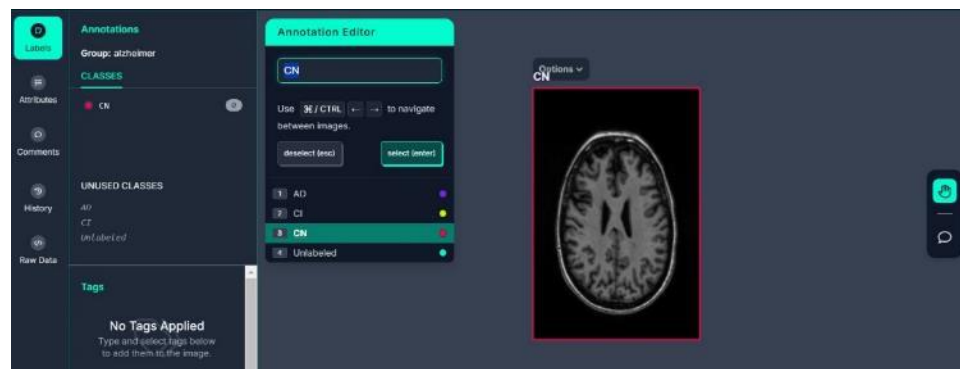 D
Labels
Attributes
Comments
History
Raw Data
Annotations
Group: alzheimer
CLASSES
CN
UNUSED CLASSES
AD
CI
Unlabeled
Tags
No Tags Applied
Type and select tags below
to add them to the image.
Annotation Editor
CN
Use ⌘ / CTRL ← → to navigate
between images.
deselect (esc)
select (enter)
1 AD
2 CI
3 CN
4 Unlabeled
Options
CN